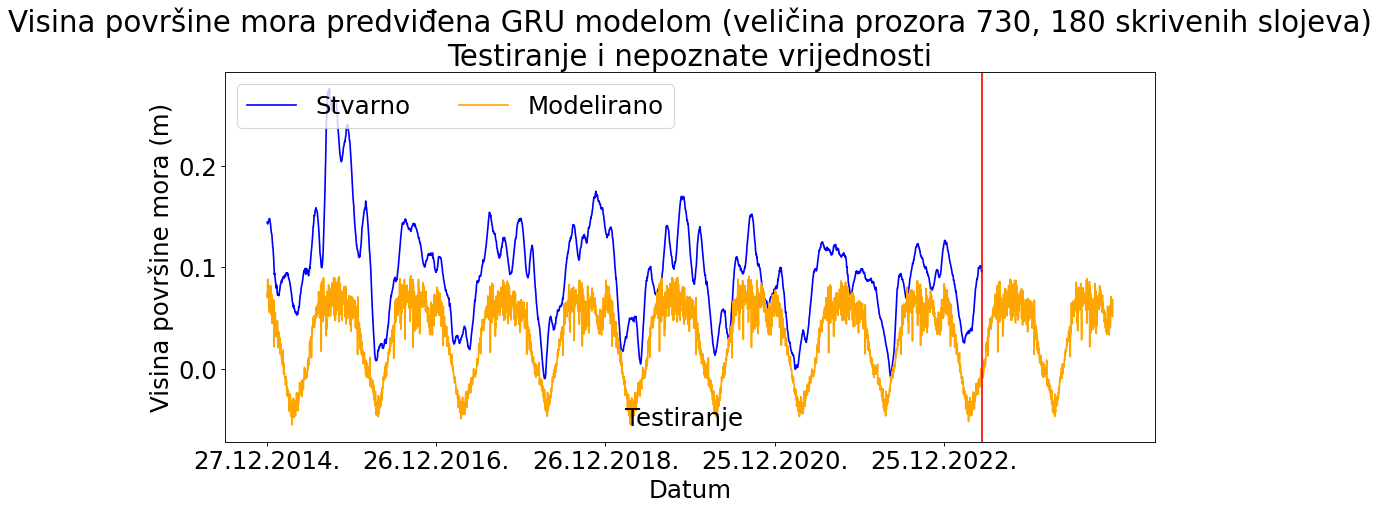 Visina površine mora predviđena GRU modelom (veličina prozora 730, 180 skrivenih slojeva)
Testiranje i nepoznate vrijednosti
Stvarno
Modelirano
Visina površine mora (m)
0.2
0.1
0.0
Testiranje
27.12.2014.
26.12.2016.
26.12.2018.
25.12.2020.
25.12.2022.
Datum